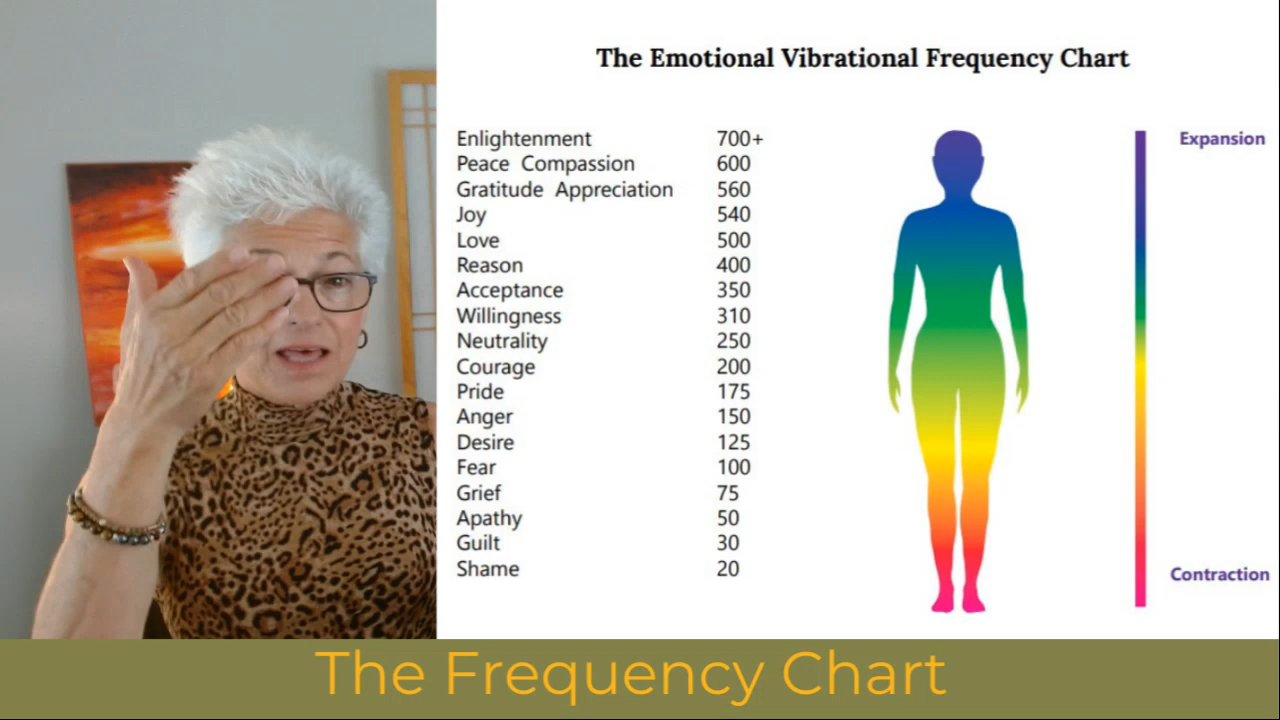 The Emotional Vibrational Frequency Chart
Enlightenment 700+
Peace Compassion 600
Gratitude Appreciation 560
Joy 540
Love 500
Reason 400
Acceptance 350
Willingness 310
Neutrality 250
Courage 200
Pride 175
Anger 150
Desire 125
Fear 100
Grief 75
Apathy 50
Guilt 30
Shame 20
Expansion
Contraction
The Frequency Chart